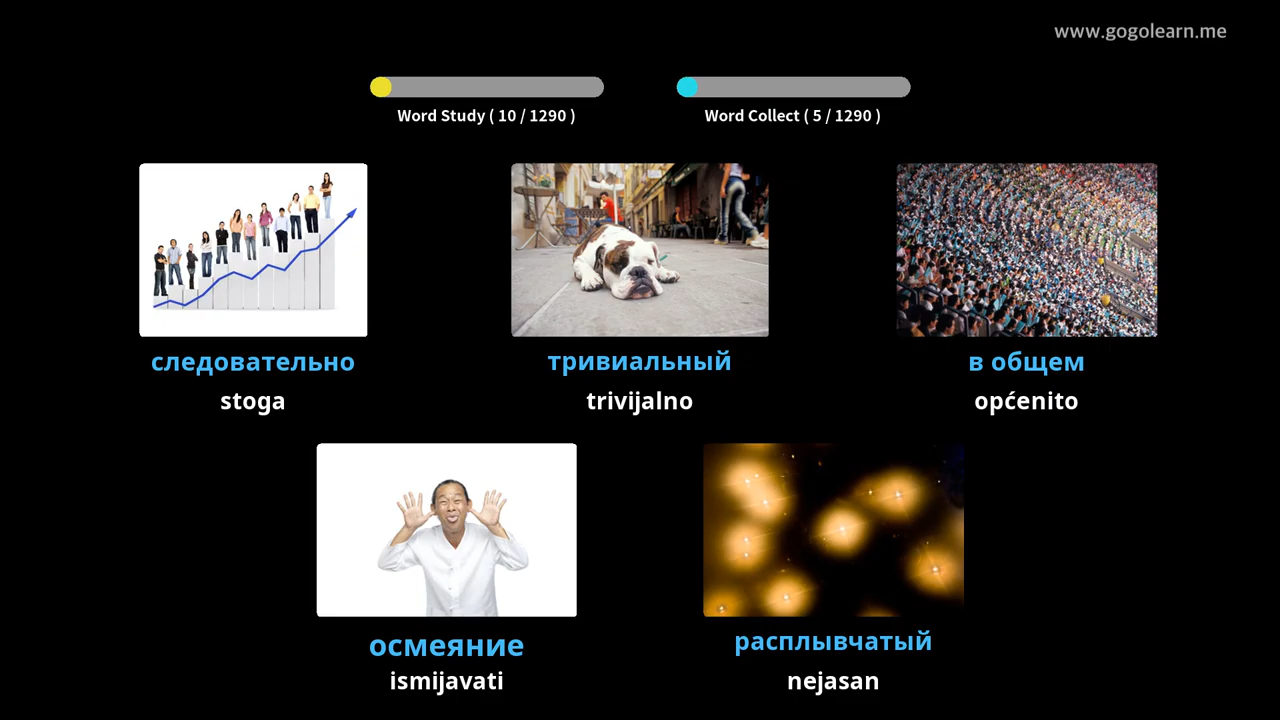 www.gogolearn.me
Word Study ( 10 / 1290 )
Word Collect ( 5 / 1290 )
следовательно
stoga
тривиальный
trivijalno
в общем
općenito
осмеяние
ismijavati
расплывчатый
nejasan